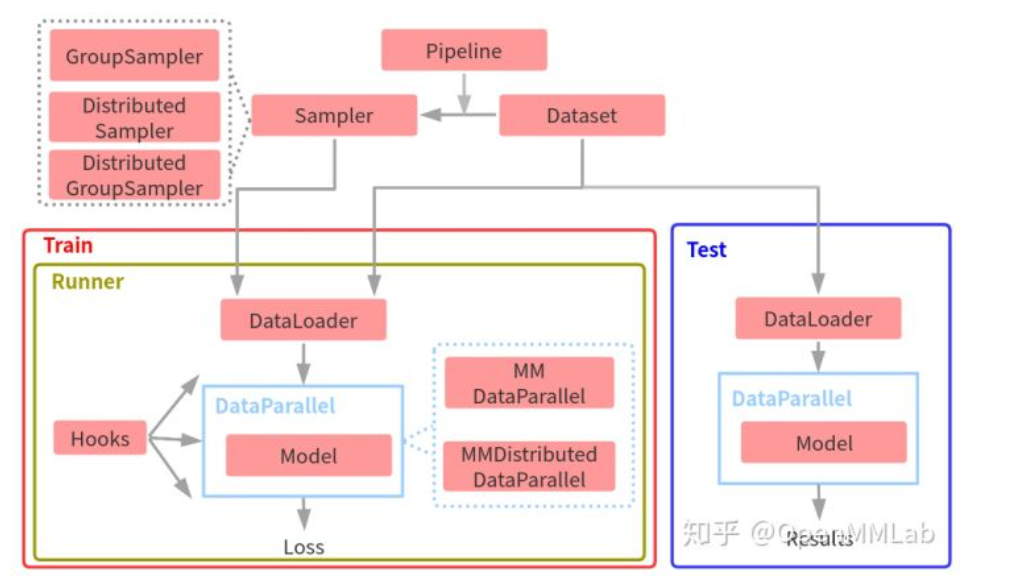 GroupSampler
Distributed
Sampler
Distributed
GroupSampler
Pipeline
Sampler
Dataset
Train
Runner
DataLoader
Hooks
DataParallel
Model
MM
DataParallel
MMDistributed
DataParallel
Loss
Test
DataLoader
DataParallel
Model
Results
知乎 @OpenMMLab